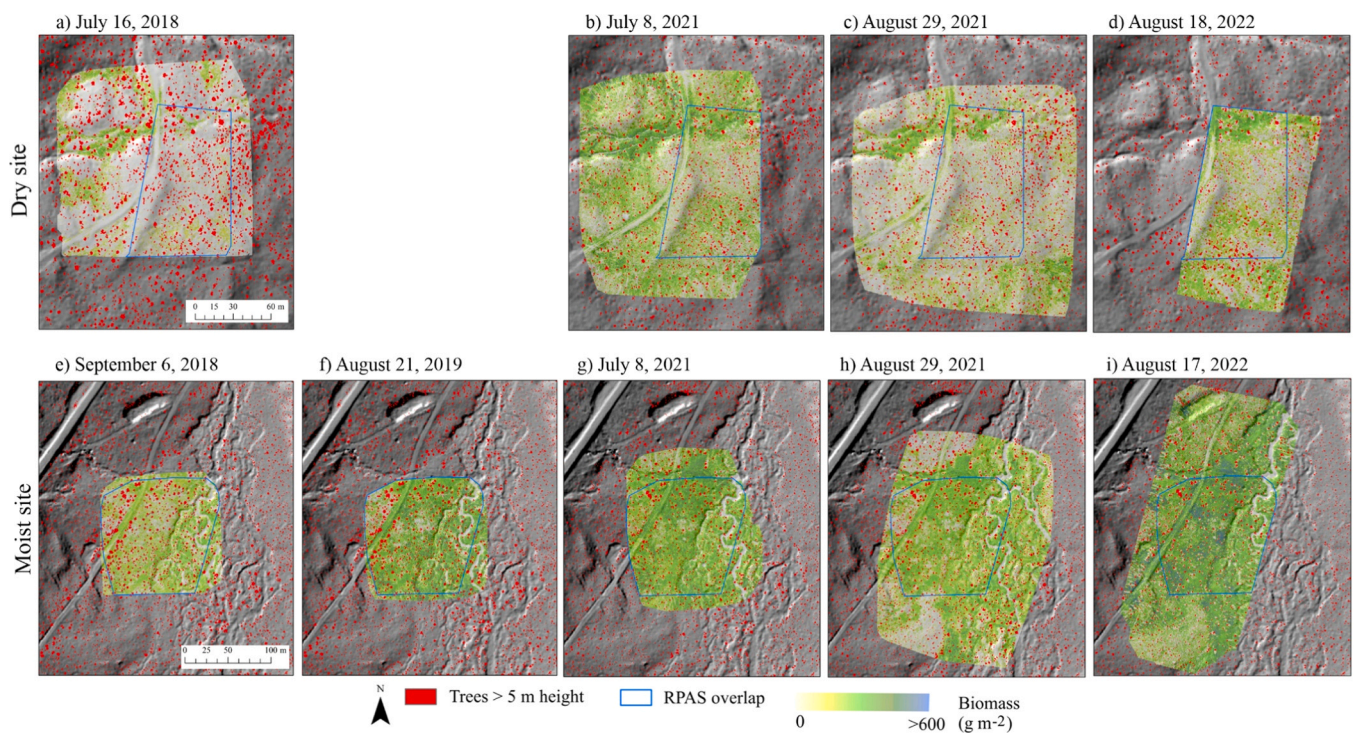 a) July 16, 2018
b) July 8, 2021
c) August 29, 2021
d) August 18, 2022
Dry site
0 15 30 60 m
e) September 6, 2018
f) August 21, 2019
g) July 8, 2021
h) August 29, 2021
i) August 17, 2022
Moist site
0 25 50 100 m
N
Trees > 5 m height
RPAS overlap
0
>600
Biomass
(g m-2)